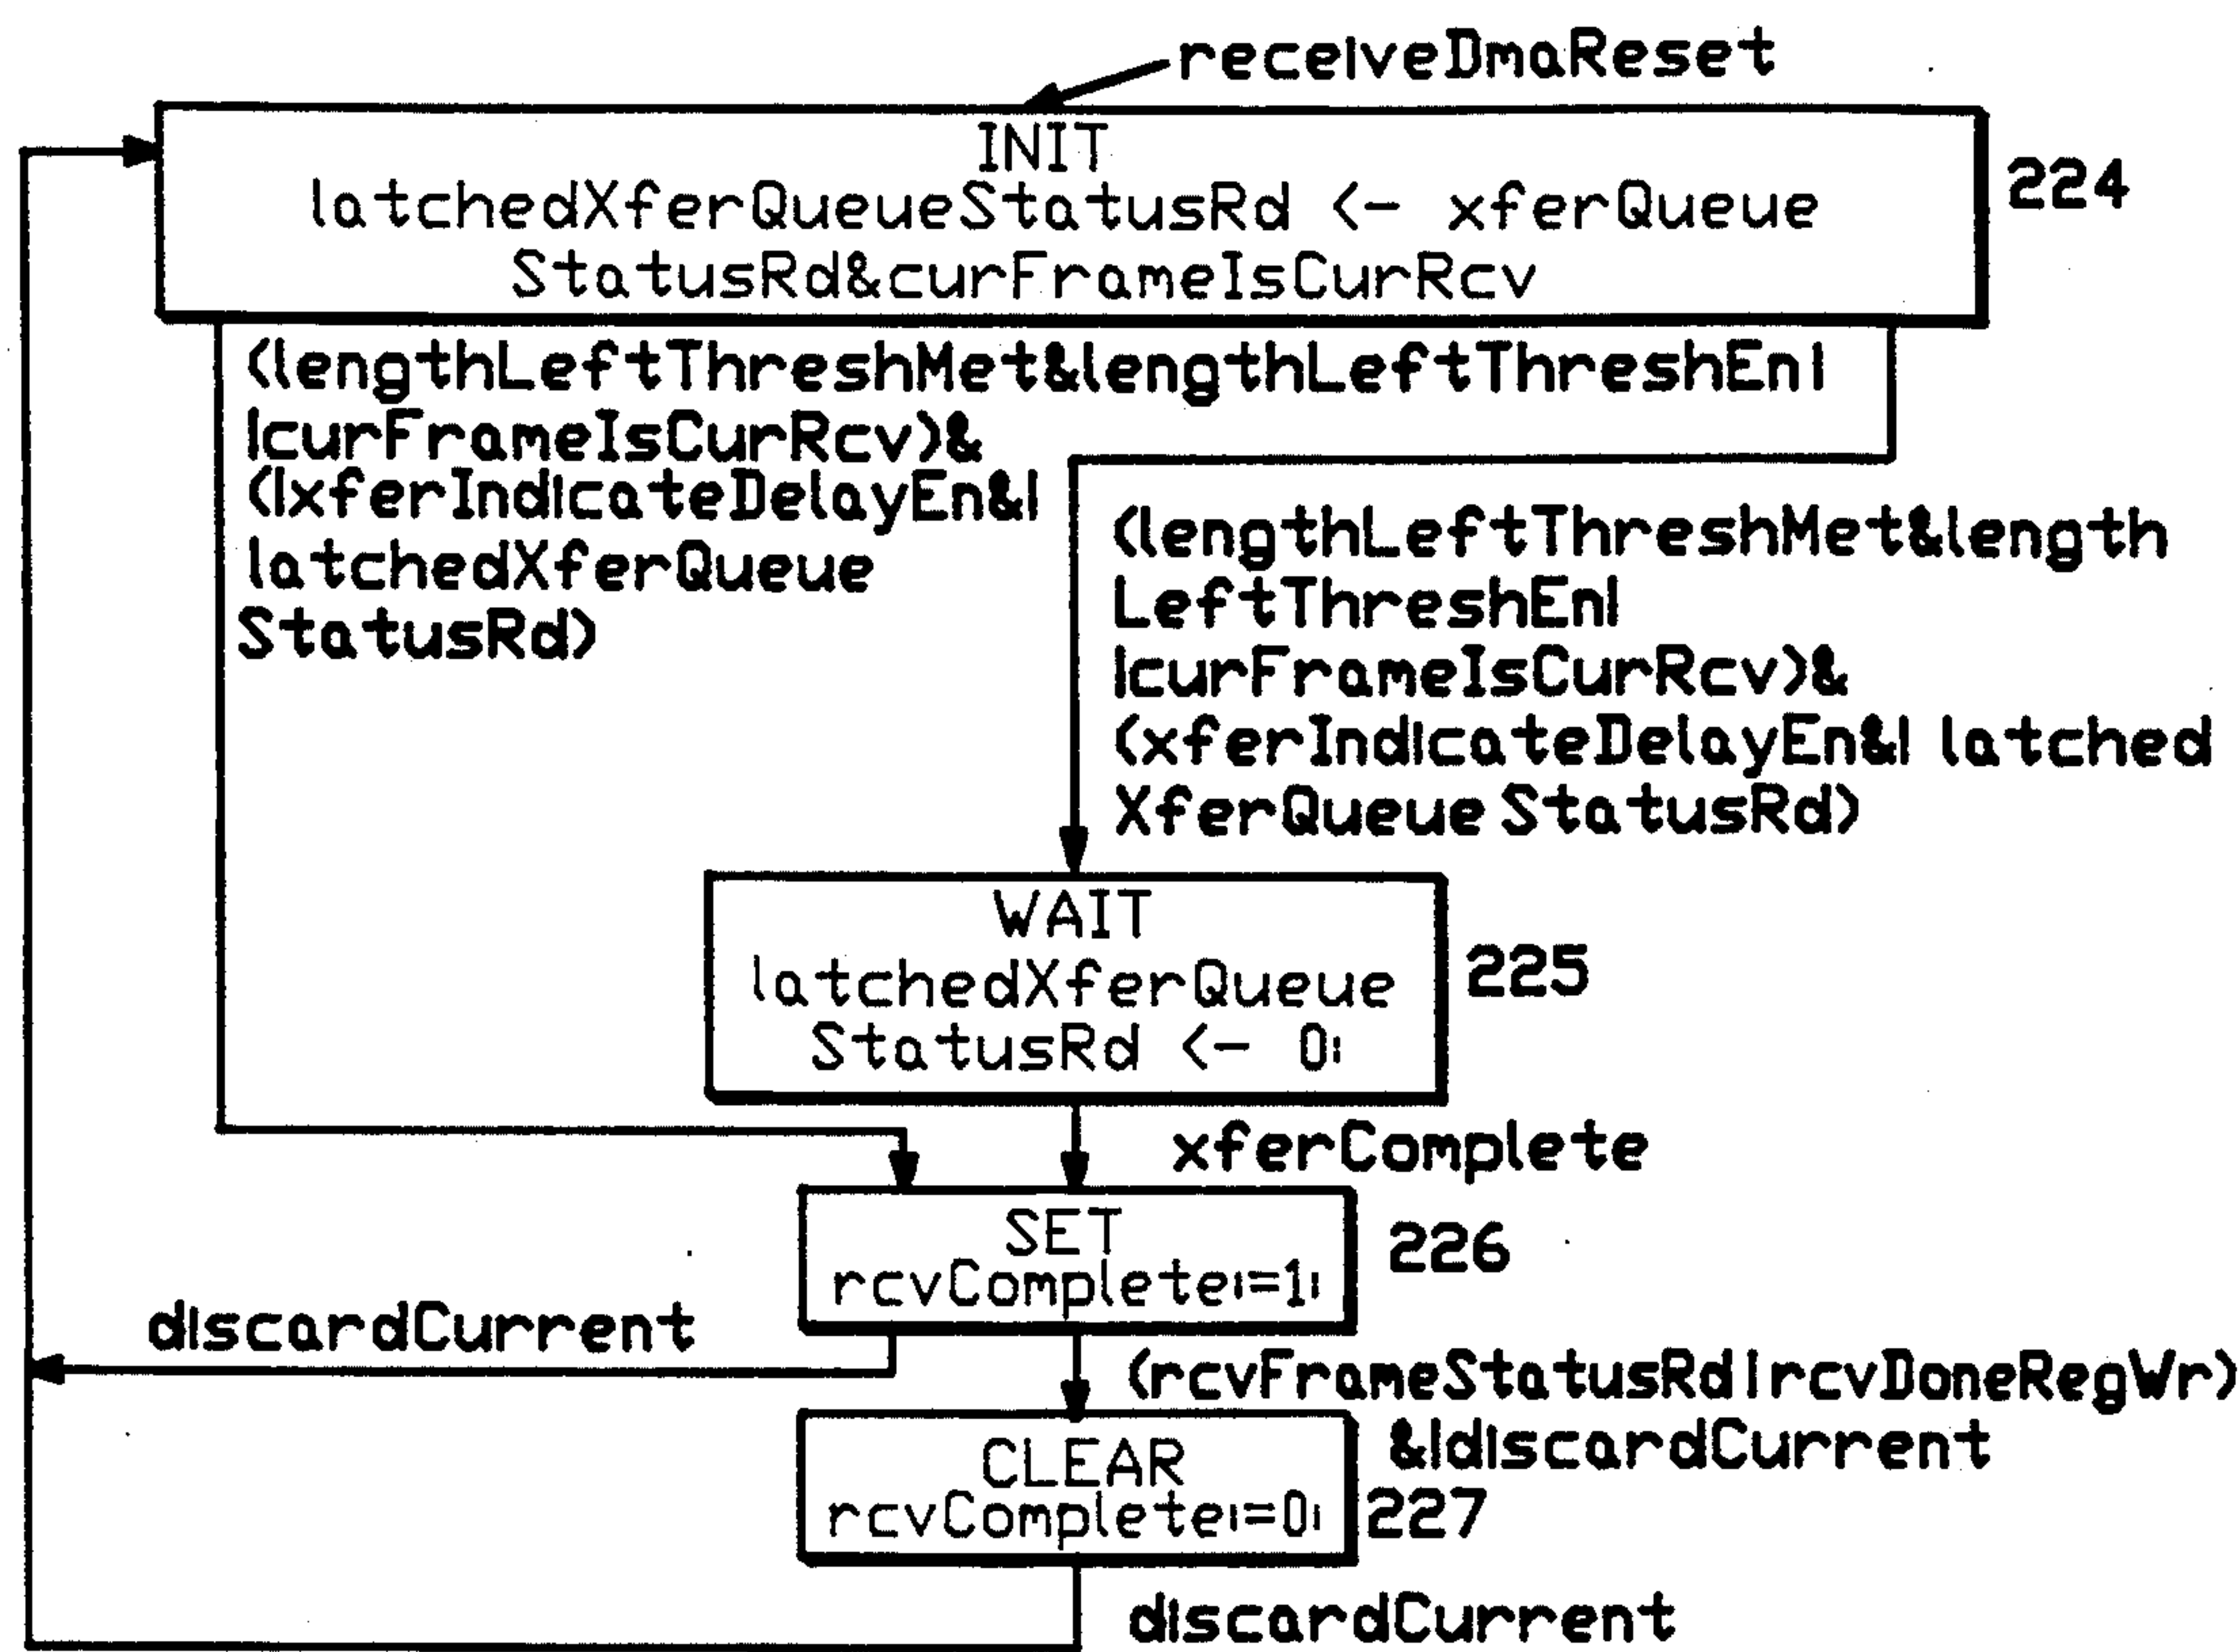 receiveDmaReset
INIT
latchedXferQueueStatusRd <- xferQueue
StatusRd&curFrameIsCurRcv
224
(lengthLeftThreshMet&lengthLeftThreshEn|
|curFrameIsCurRcv)&
(|xferIndicateDelayEn&|
latchedXferQueue
StatusRd)
(lengthLeftThreshMet&length
LeftThreshEn|
|curFrameIsCurRcv)&
(xferIndicateDelayEn&| latched
XferQueue StatusRd)
WAIT
latchedXferQueue
StatusRd <- 0;
225
xferComplete
SET
rcvComplete:=1;
226
discardCurrent
(rcvFrameStatusRd|rcvDoneRegWr)
&|discardCurrent
CLEAR
rcvComplete:=0;
227
discardCurrent